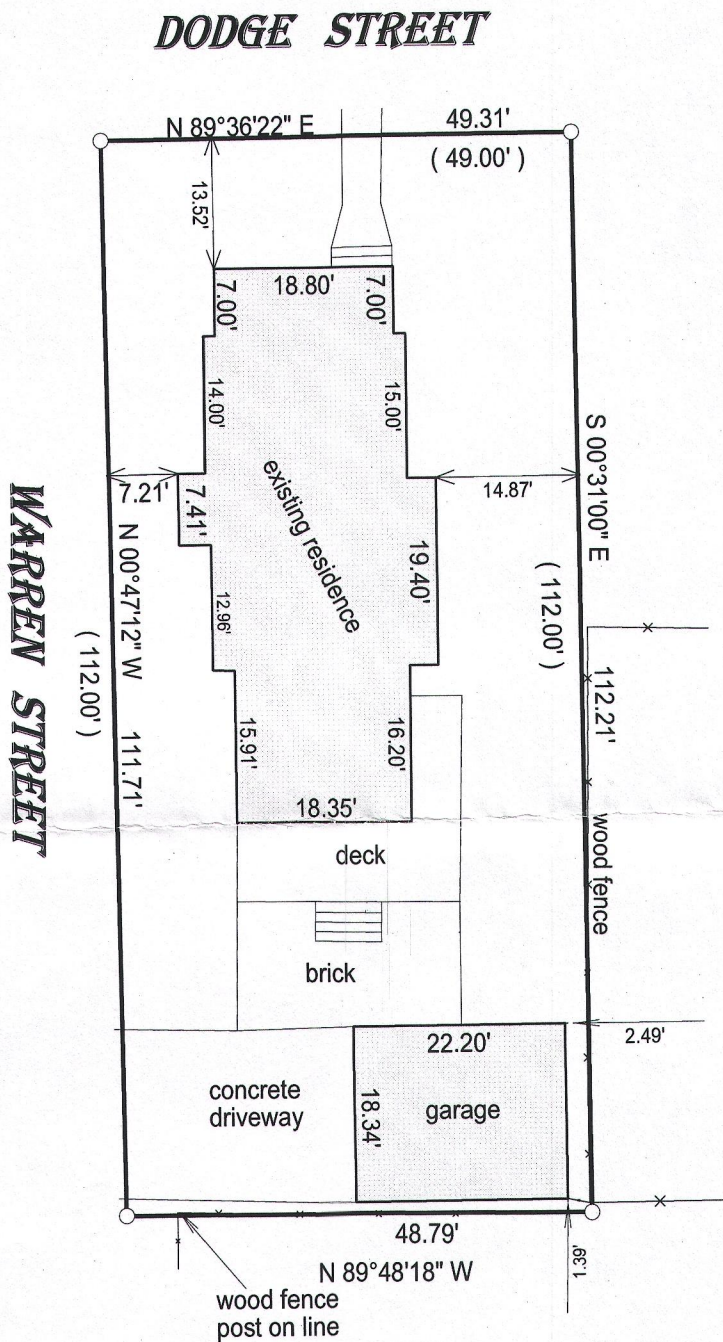 DODGE STREET
N 89°36'22" E
49.31'
( 49.00' )
13.52'
18.80'
7.00'
7.00'
14.00'
15.00'
existing residence
7.21'
7.41'
14.87'
S 00°31'00" E
( 112.00' )
112.21'
wood fence
19.40'
12.96'
N 00°47'12" W
111.71'
( 112.00' )
WARREN STREET
15.91'
16.20'
18.35'
deck
brick
2.49'
22.20'
18.34'
garage
concrete
driveway
48.79'
N 89°48'18" W
1.39'
wood fence
post on line